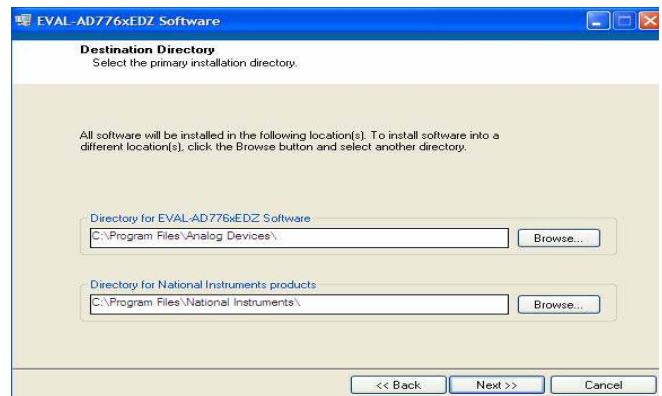 EVAL-AD776xEDZ Software
Destination Directory
Select the primary installation directory.
All software will be installed in the following location(s). To install software into a
different location(s), click the Browse button and select another directory.
Directory for EVAL-AD776xEDZ Software
C:\Program Files\Analog Devices\
Browse...
Directory for National Instruments products
C:\Program Files\National Instruments\
Browse...
<< Back
Next >>
Cancel